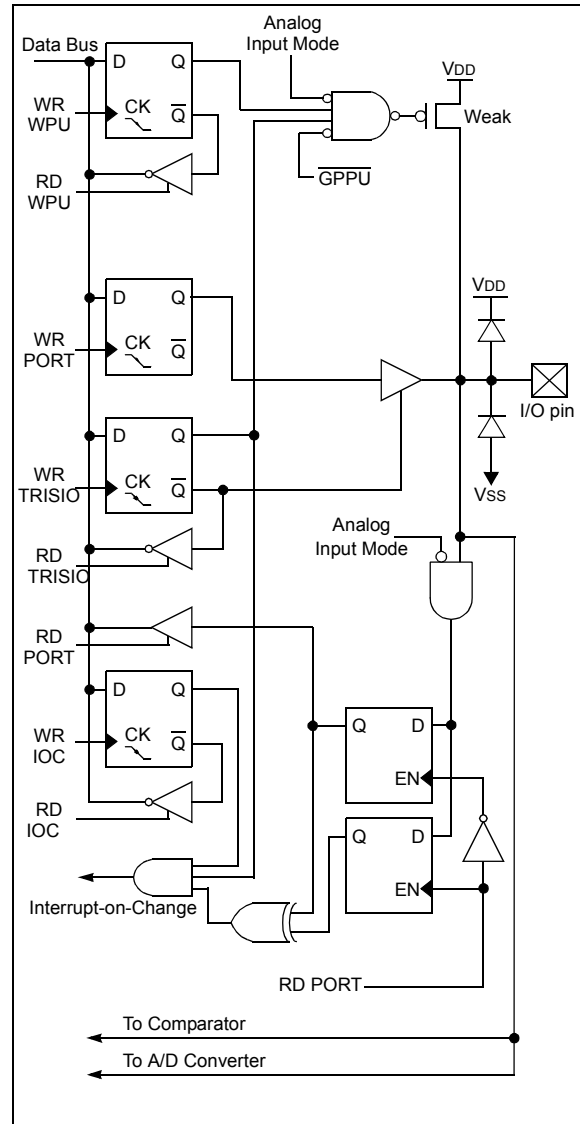 Analog
Input Mode
Data Bus
D Q
VDD
WR
WPU
CK
Q
Weak
RD
WPU
GPPU
D Q
VDD
WR
PORT
CK
Q
I/O pin
D Q
WR
TRISIO
CK
Q
VSS
Analog
Input Mode
RD
TRISIO
RD
PORT
D Q
Q D
WR
IOC
CK
Q
EN
RD
IOC
Q D
Interrupt-on-Change
EN
RD PORT
To Comparator
To A/D Converter